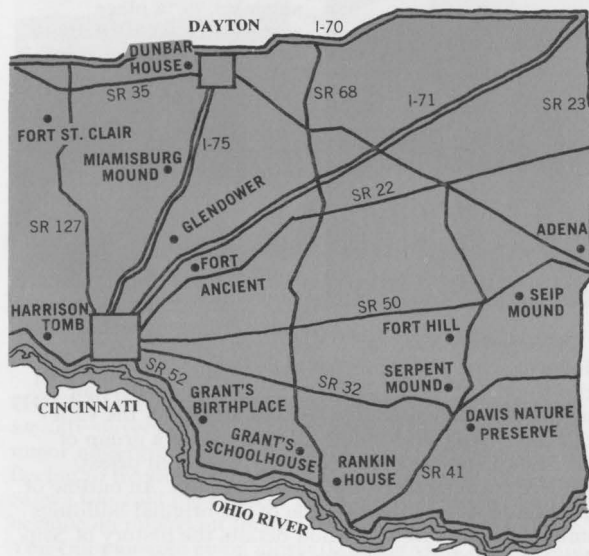 DAYTON
I-70
DUNBAR
HOUSE
SR 35
SR 68
I-71
SR 23
FORT ST. CLAIR
I-75
MIAMISBURG
MOUND
SR 22
GLENDOWER
SR 127
ADENA
FORT
ANCIENT
HARRISON
TOMB
SR 50
SEIP
MOUND
FORT HILL
SR 52
SR 32
SERPENT
MOUND
CINCINNATI
GRANT'S
BIRTHPLACE
DAVIS NATURE
PRESERVE
GRANT'S
SCHOOLHOUSE
RANKIN
HOUSE
SR 41
OHIO RIVER